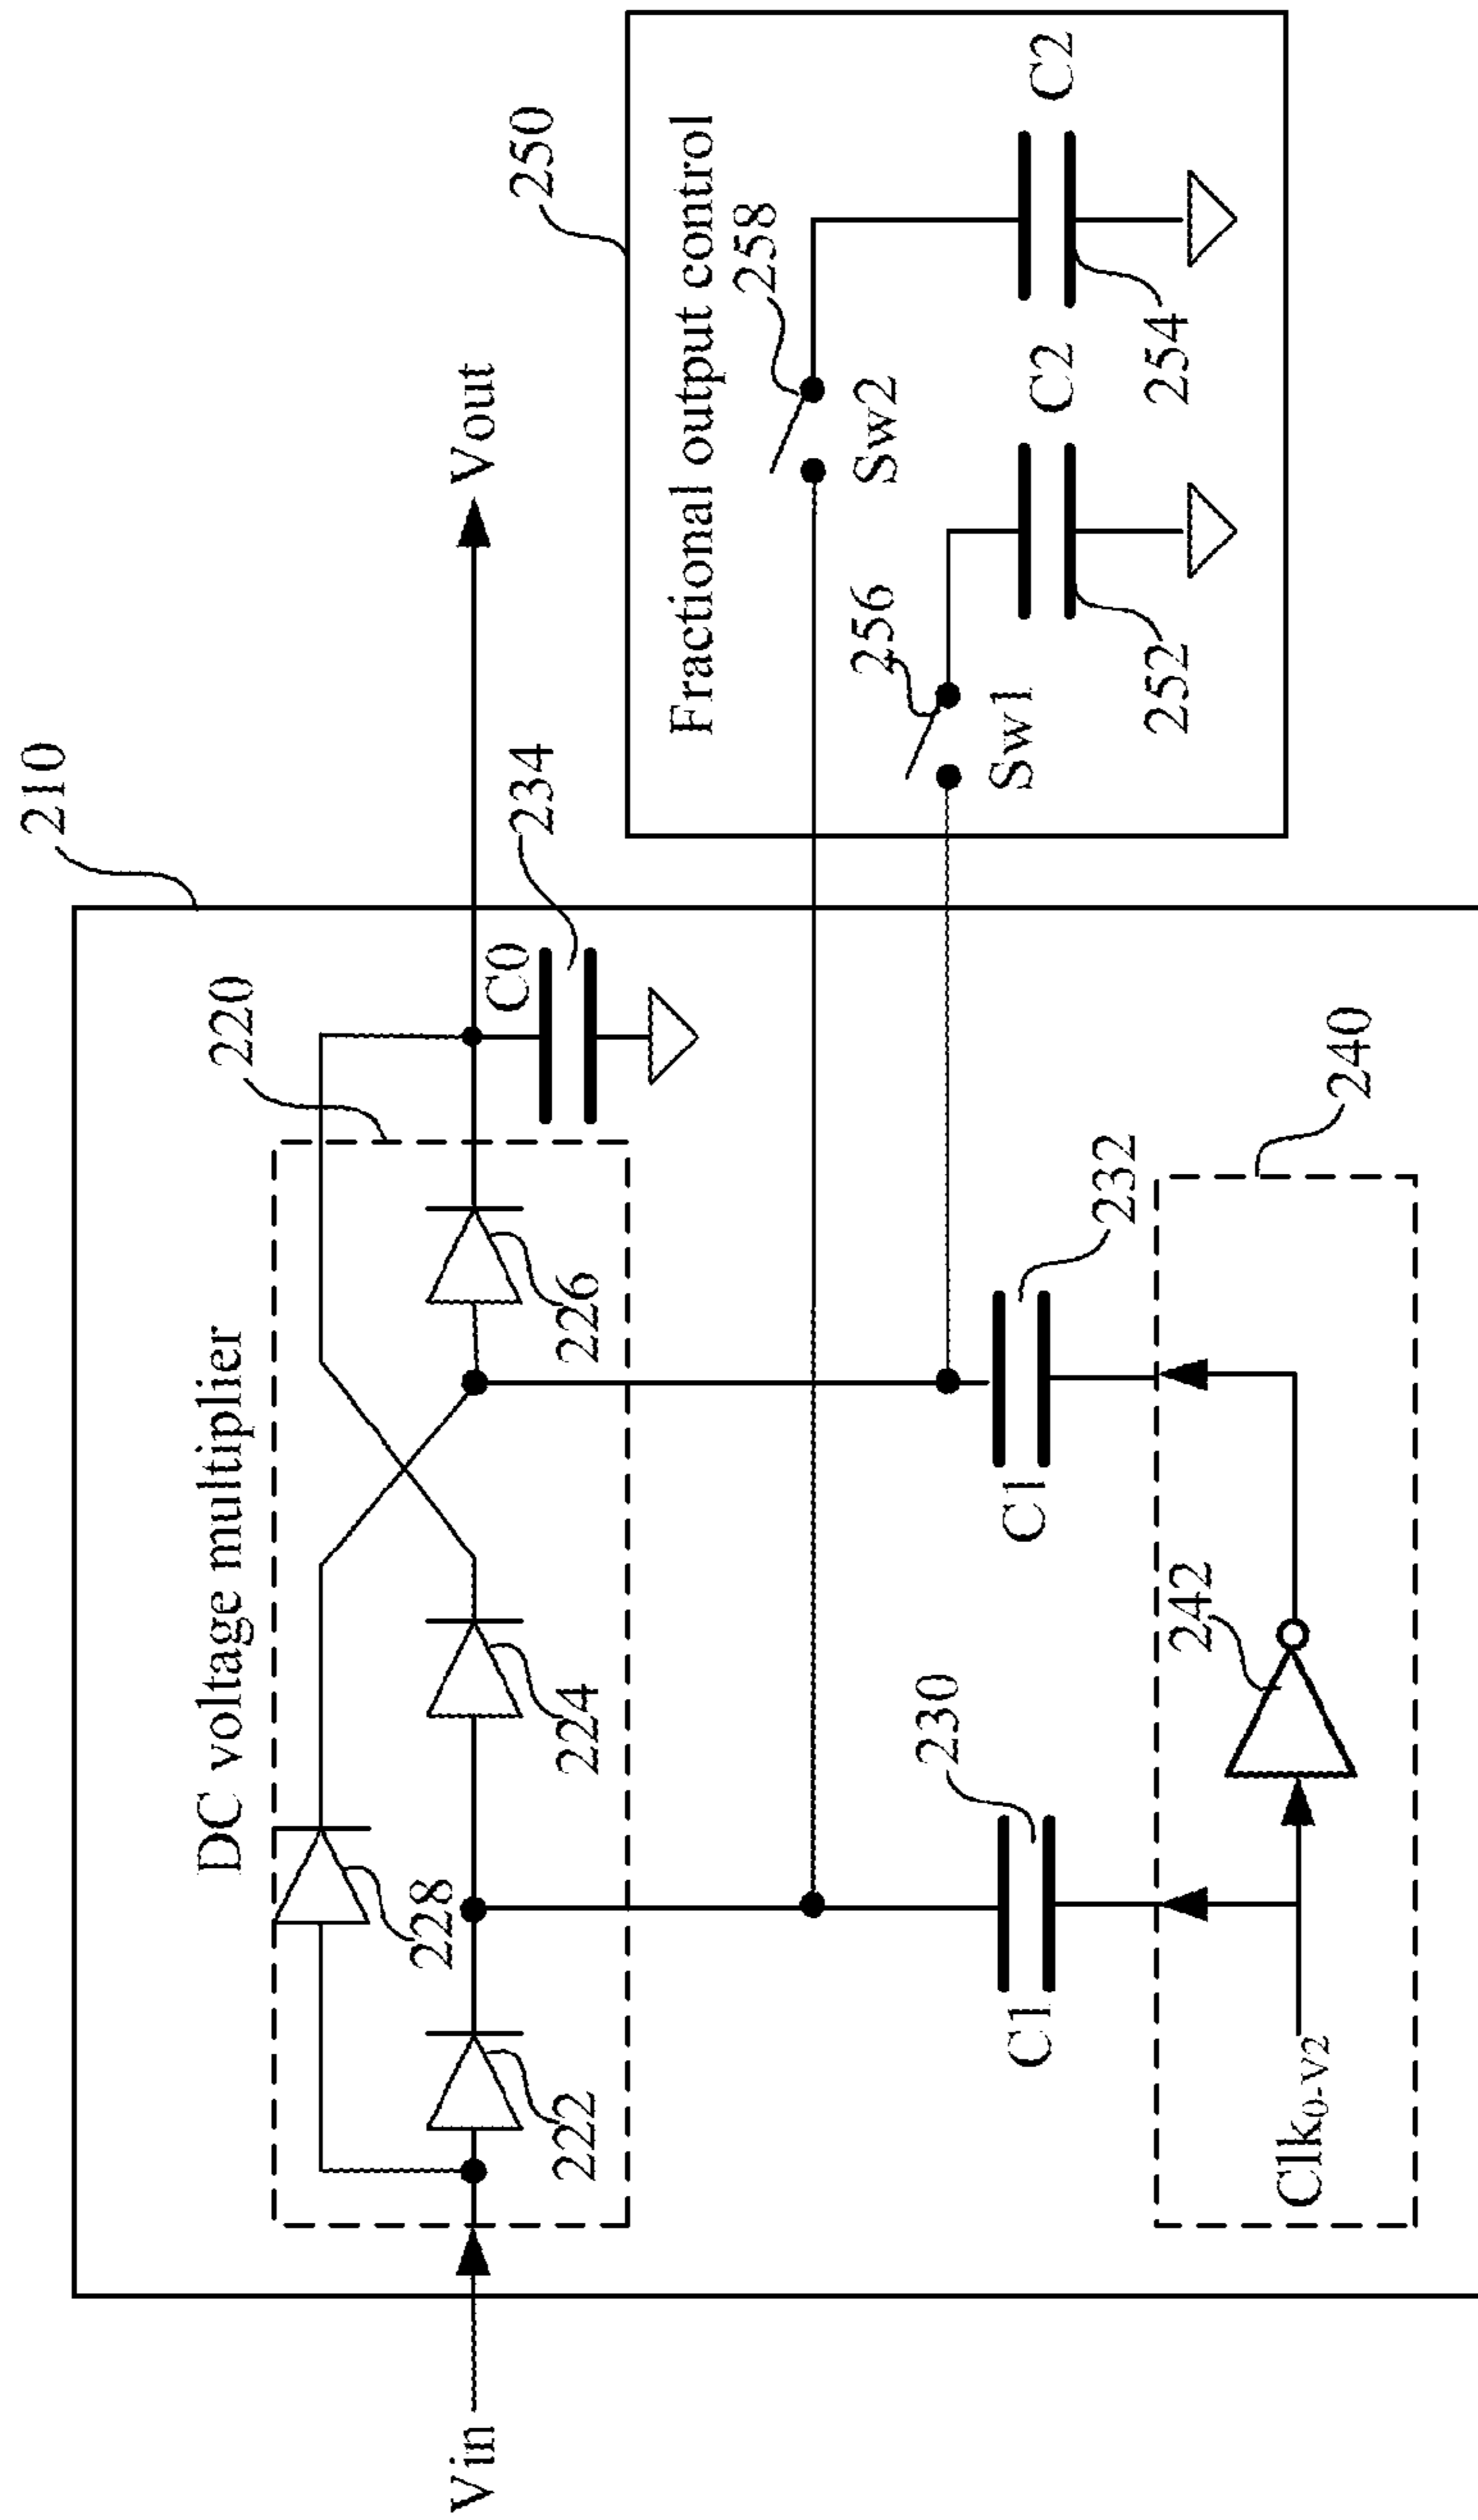 210
DC voltage multiplier
220
228
222
224
226
Vin
Vout
C0
234
250
Fractional output control
258
Sw2
256
Sw1
C2
C2
252
254
230
C1
C1
232
242
240
Clk0-v2